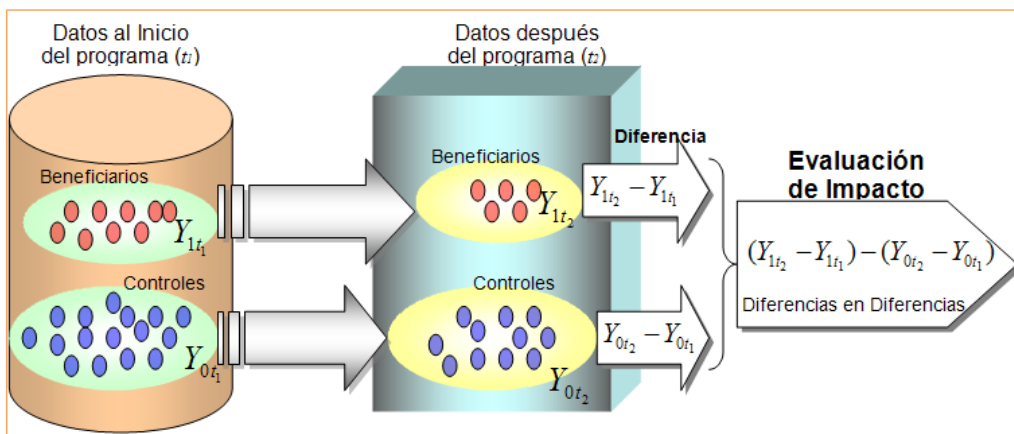 Datos al Inicio
del programa (t₁)
Beneficiarios
Y₁ₜ₁
Controles
Y₀ₜ₁
Datos después
del programa (t₂)
Beneficiarios
Y₁ₜ₂
Controles
Y₀ₜ₂
Diferencia
Y₁ₜ₂ − Y₁ₜ₁
Y₀ₜ₂ − Y₀ₜ₁
Evaluación
de Impacto
(Y₁ₜ₂ − Y₁ₜ₁) − (Y₀ₜ₂ − Y₀ₜ₁)
Diferencias en Diferencias